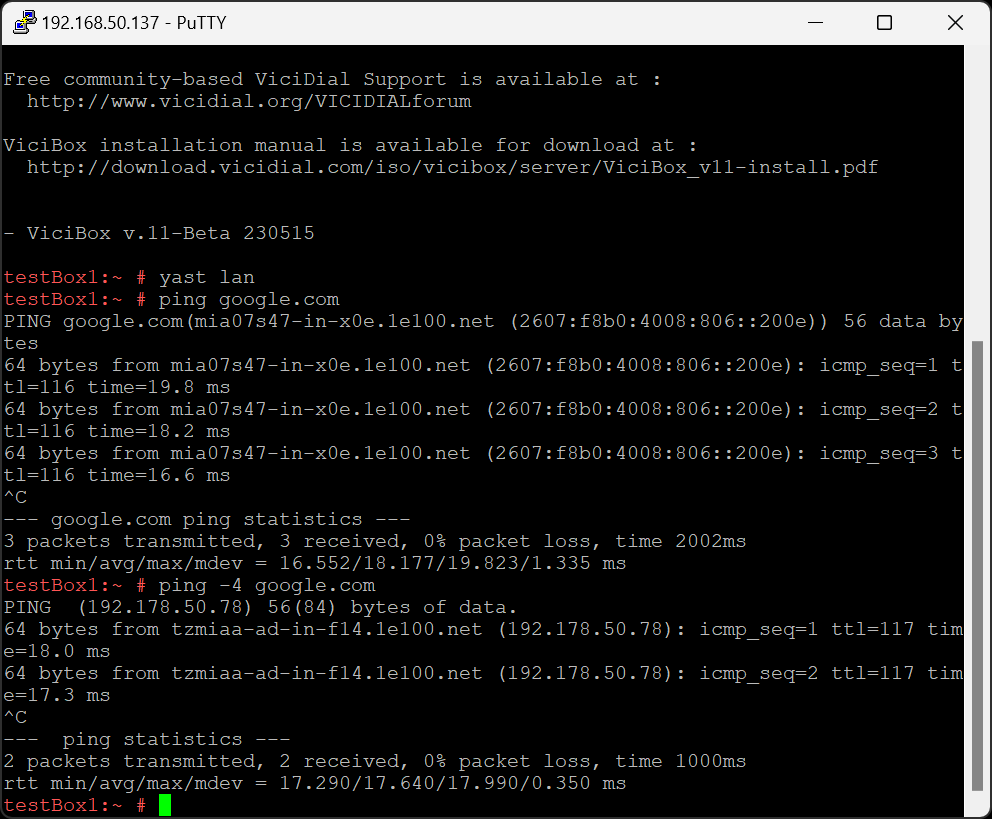 192.168.50.137 - PuTTY
Free community-based ViciDial Support is available at :
  http://www.vicidial.org/VICIDIALforum
ViciBox installation manual is available for download at :
  http://download.vicidial.com/iso/vicibox/server/ViciBox_v11-install.pdf
- ViciBox v.11-Beta 230515
testBox1:~ # yast lan
testBox1:~ # ping google.com
PING google.com(mia07s47-in-x0e.1e100.net (2607:f8b0:4008:806::200e)) 56 data by
tes
64 bytes from mia07s47-in-x0e.1e100.net (2607:f8b0:4008:806::200e): icmp_seq=1 t
tl=116 time=19.8 ms
64 bytes from mia07s47-in-x0e.1e100.net (2607:f8b0:4008:806::200e): icmp_seq=2 t
tl=116 time=18.2 ms
64 bytes from mia07s47-in-x0e.1e100.net (2607:f8b0:4008:806::200e): icmp_seq=3 t
tl=116 time=16.6 ms
^C
--- google.com ping statistics ---
3 packets transmitted, 3 received, 0% packet loss, time 2002ms
rtt min/avg/max/mdev = 16.552/18.177/19.823/1.335 ms
testBox1:~ # ping -4 google.com
PING  (192.178.50.78) 56(84) bytes of data.
64 bytes from tzmiaa-ad-in-f14.1e100.net (192.178.50.78): icmp_seq=1 ttl=117 tim
e=18.0 ms
64 bytes from tzmiaa-ad-in-f14.1e100.net (192.178.50.78): icmp_seq=2 ttl=117 tim
e=17.3 ms
^C
---  ping statistics ---
2 packets transmitted, 2 received, 0% packet loss, time 1000ms
rtt min/avg/max/mdev = 17.290/17.640/17.990/0.350 ms
testBox1:~ #